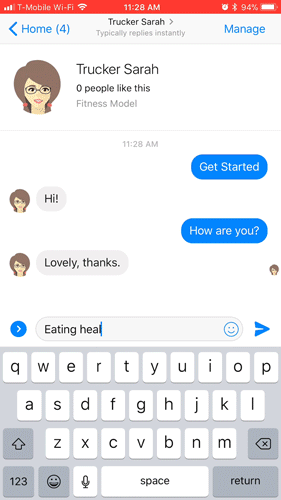 T-Mobile Wi-Fi 11:28 AM 94%
Home (4) Trucker Sarah Manage
Typically replies instantly
Trucker Sarah
0 people like this
Fitness Model
11:28 AM
Get Started
Hi!
How are you?
Lovely, thanks.
Eating heal
q w e r t y u i o p
a s d f g h j k l
z x c v b n m
123 space return